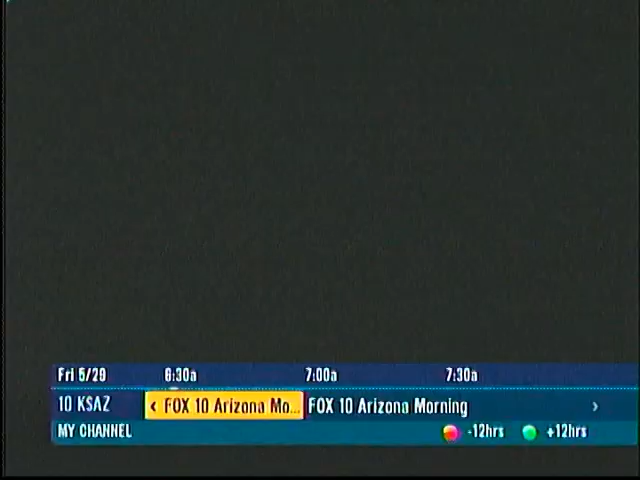 Fri 5/29 6:30a 7:00a 7:30a
10 KSAZ ‹ FOX 10 Arizona Mo... FOX 10 Arizona Morning ›
MY CHANNEL -12hrs +12hrs